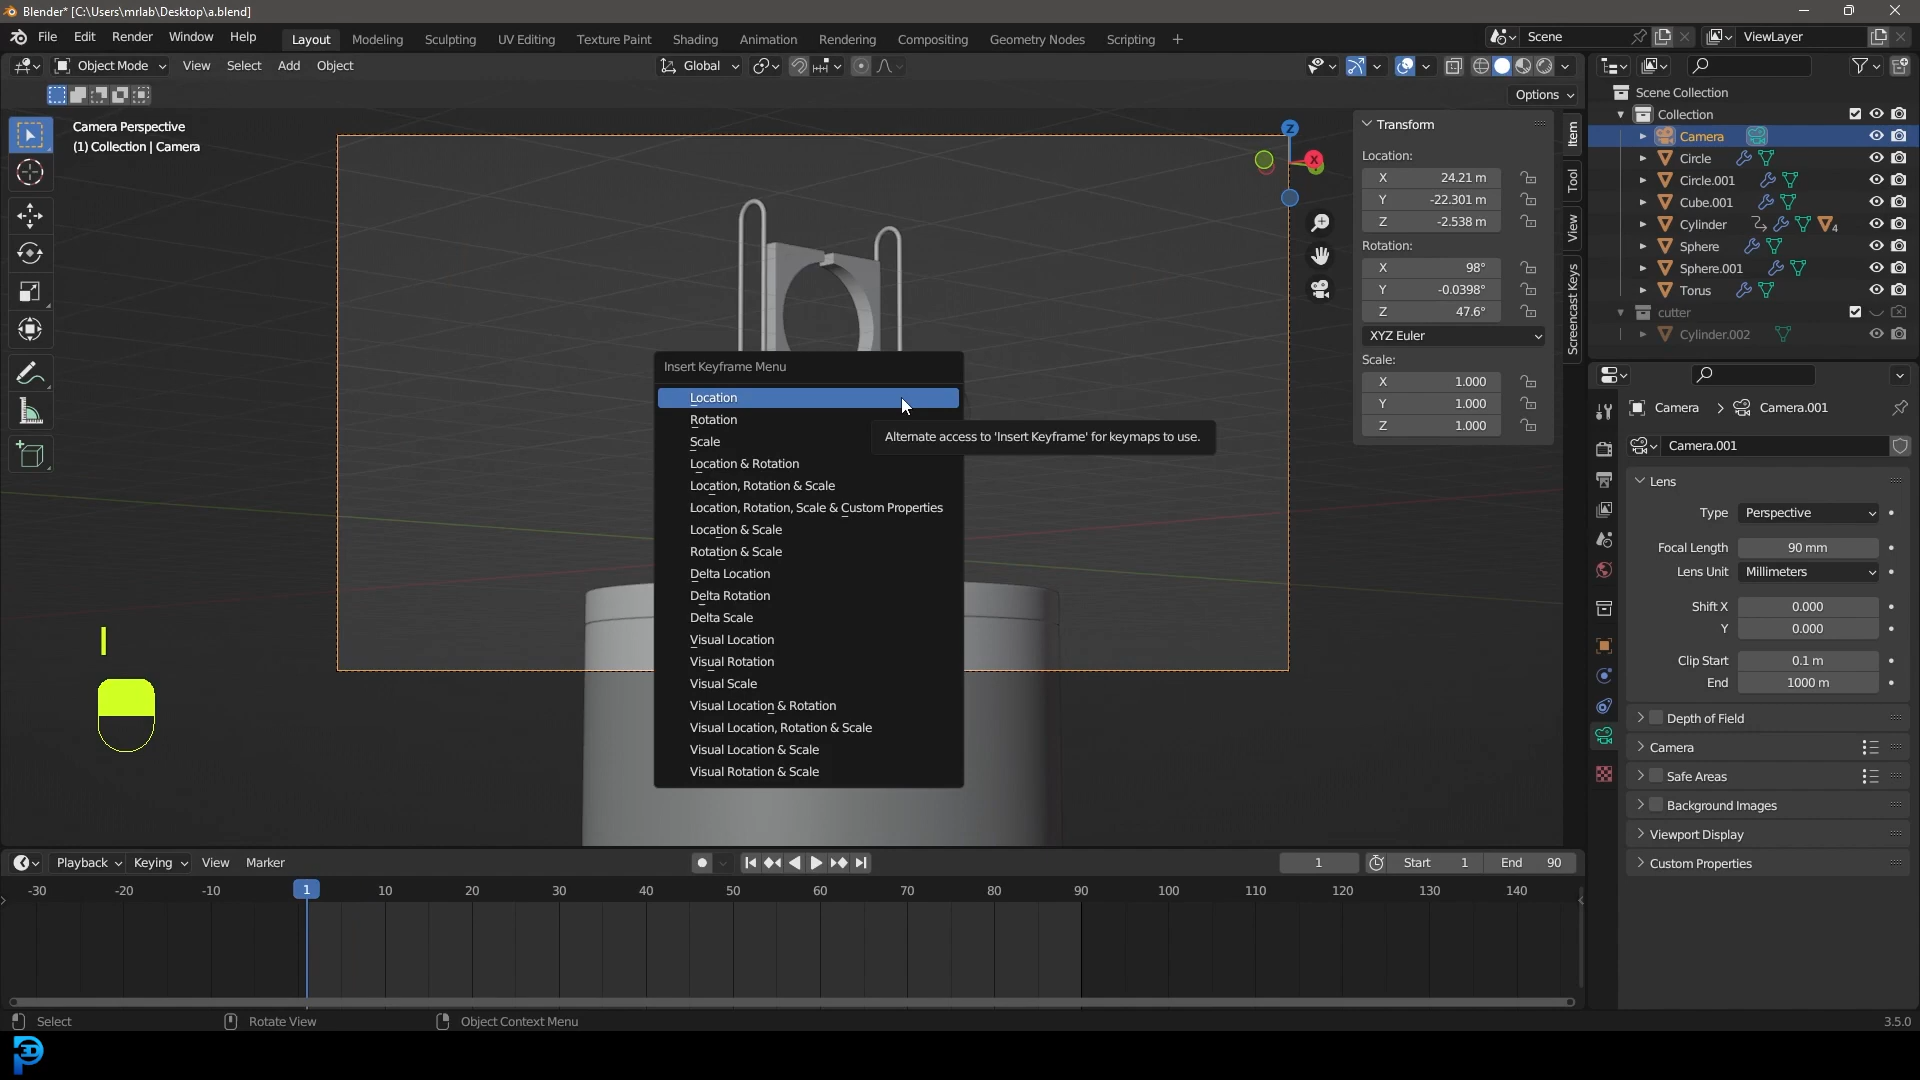 Blender* [C:\Users\mrlab\Desktop\a.blend]
File Edit Render Window Help Layout Modeling Sculpting UV Editing Texture Paint Shading Animation Rendering Compositing Geometry Nodes Scripting + Scene ViewLayer
Object Mode View Select Add Object Global
Options
Camera Perspective
(1) Collection | Camera
Z
X
Transform
Location:
X 24.21 m
Y -22.301 m
Z -2.538 m
Rotation:
X 98°
Y -0.0398°
Z 47.6°
XYZ Euler
Scale:
X 1.000
Y 1.000
Z 1.000
Item
Tool
View
Screencast Keys
Insert Keyframe Menu
Location
Rotation
Scale
Location & Rotation
Location, Rotation & Scale
Location, Rotation, Scale & Custom Properties
Location & Scale
Rotation & Scale
Delta Location
Delta Rotation
Delta Scale
Visual Location
Visual Rotation
Visual Scale
Visual Location & Rotation
Visual Location, Rotation & Scale
Visual Location & Scale
Visual Rotation & Scale
Alternate access to 'Insert Keyframe' for keymaps to use.
I
Scene Collection
Collection
Camera
Circle
Circle.001
Cube.001
Cylinder 4
Sphere
Sphere.001
Torus
cutter
Cylinder.002
Camera Camera.001
Camera.001
Lens
Type Perspective
Focal Length 90 mm
Lens Unit Millimeters
Shift X 0.000
Y 0.000
Clip Start 0.1 m
End 1000 m
Depth of Field
Camera
Safe Areas
Background Images
Viewport Display
Custom Properties
Playback Keying View Marker 1 Start 1 End 90
-30 -20 -10 1 10 20 30 40 50 60 70 80 90 100 110 120 130 140
Select Rotate View Object Context Menu 3.5.0